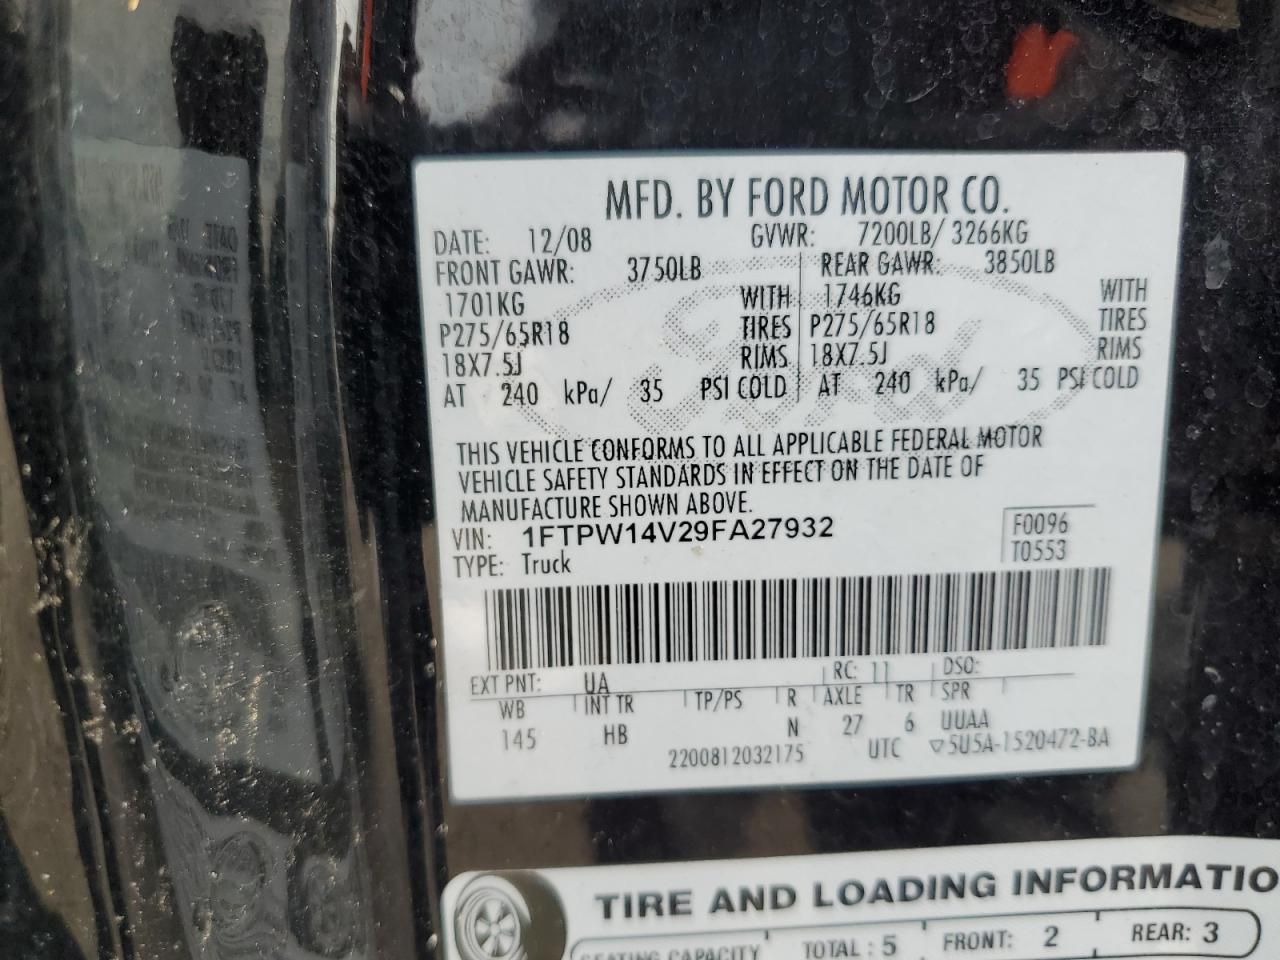 MFD. BY FORD MOTOR CO.
DATE: 12/08 GVWR: 7200LB/ 3266KG
FRONT GAWR: 3750LB REAR GAWR: 3850LB
1701KG WITH 1746KG WITH
P275/65R18 TIRES P275/65R18 TIRES
18X7.5J RIMS 18X7.5J RIMS
AT 240 kPa/ 35 PSI COLD AT 240 kPa/ 35 PSI COLD
Ford
THIS VEHICLE CONFORMS TO ALL APPLICABLE FEDERAL MOTOR
VEHICLE SAFETY STANDARDS IN EFFECT ON THE DATE OF
MANUFACTURE SHOWN ABOVE.
VIN: 1FTPW14V29FA27932 F0096
TYPE: Truck T0553
EXT PNT: UA RC: 11 DSO:
WB INT TR TP/PS R AXLE TR SPR
145 HB N 27 6 UUAA
2200812032175 UTC ▽5U5A-1520472-BA
TIRE AND LOADING INFORMATIO
SEATING CAPACITY TOTAL: 5 FRONT: 2 REAR: 3